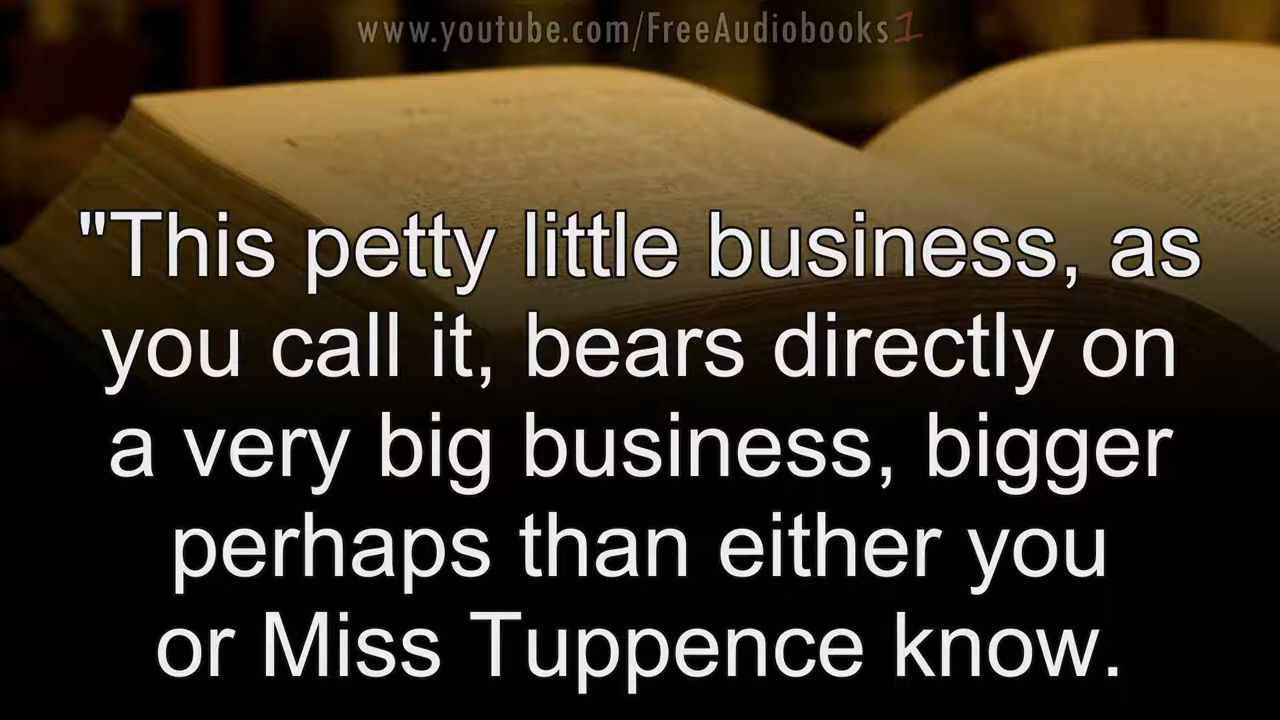 www.youtube.com/FreeAudiobooks1
"This petty little business, as
you call it, bears directly on
a very big business, bigger
perhaps than either you
or Miss Tuppence know.